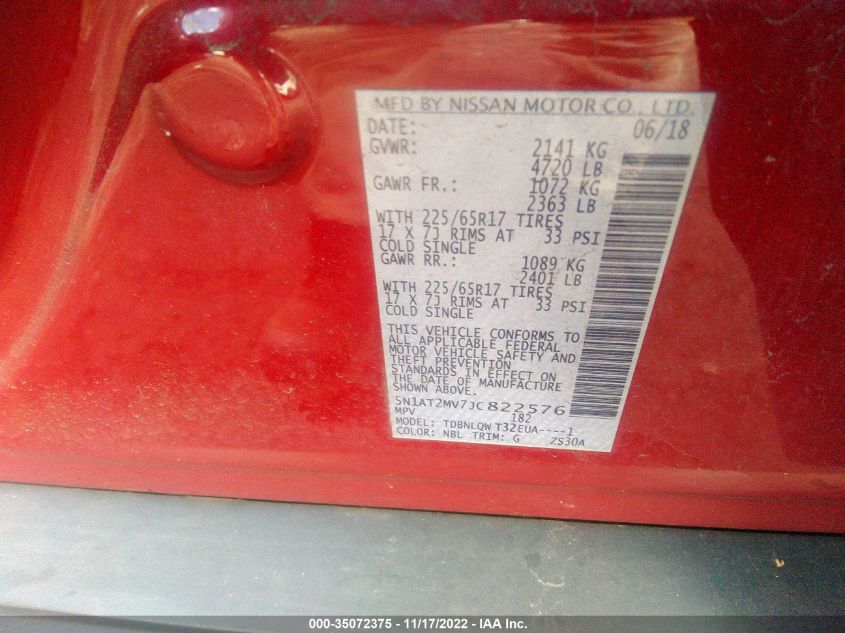 MFD BY NISSAN MOTOR CO., LTD.
DATE:- 06/18
GVWR: 2141 KG
4720 LB
GAWR FR.: 1072 KG
2363 LB
WITH 225/65R17 TIRES
17 X 7J RIMS AT 33 PSI
COLD SINGLE
GAWR RR.: 1089 KG
2401 LB
WITH 225/65R17 TIRES
17 X 7J RIMS AT 33 PSI
COLD SINGLE
THIS VEHICLE CONFORMS TO
ALL APPLICABLE FEDERAL
MOTOR VEHICLE SAFETY AND
THEFT PREVENTION
STANDARDS IN EFFECT ON
THE DATE OF MANUFACTURE
SHOWN ABOVE.
5N1AT2MV7JC822576
MPV 182
MODEL: TDBNLQW T32EUA----1
COLOR: NBL TRIM: G ZS30A
000-35072375 - 11/17/2022 - IAA Inc.